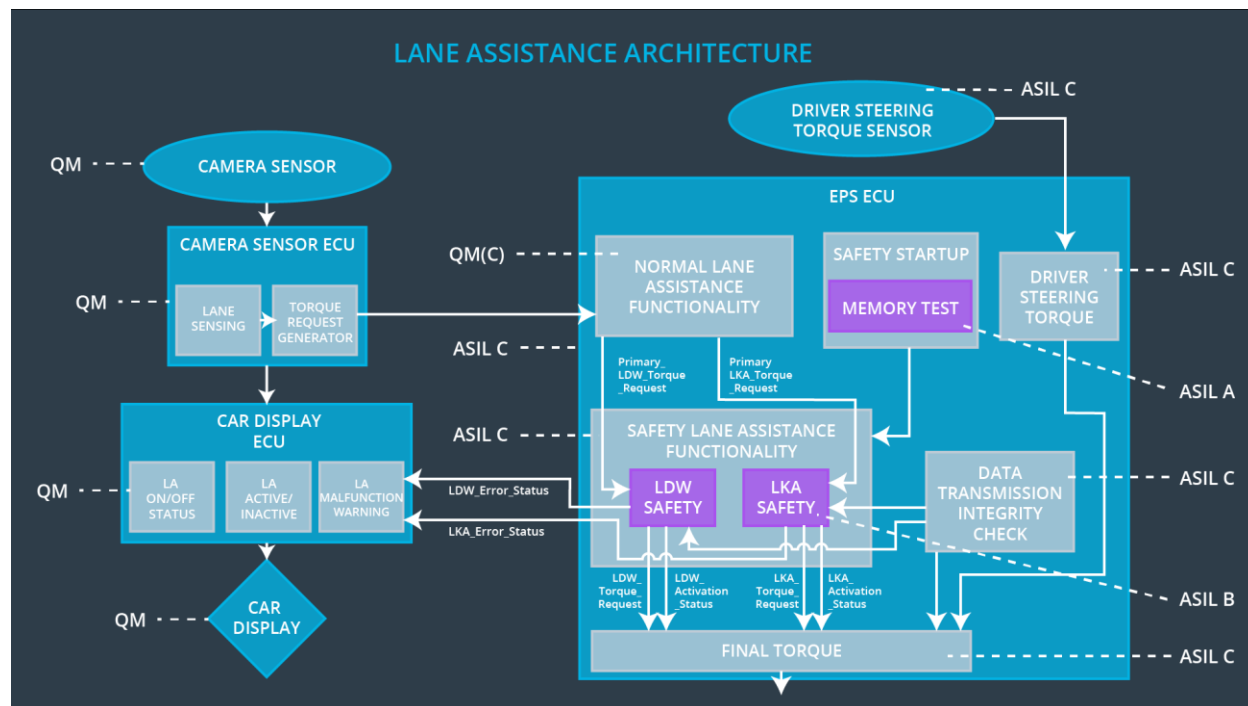 LANE ASSISTANCE ARCHITECTURE
ASIL C
DRIVER STEERING
TORQUE SENSOR
QM
CAMERA SENSOR
EPS ECU
CAMERA SENSOR ECU
QM(C)
NORMAL LANE
ASSISTANCE
FUNCTIONALITY
SAFETY STARTUP
MEMORY TEST
DRIVER
STEERING
TORQUE
ASIL C
QM
LANE
SENSING
TORQUE
REQUEST
GENERATOR
ASIL C
Primary_
LDW_Torque
_Request
Primary
LKA_Torque
_Request
ASIL A
CAR DISPLAY
ECU
ASIL C
SAFETY LANE ASSISTANCE
FUNCTIONALITY
QM
LA
ON/OFF
STATUS
LA
ACTIVE/
INACTIVE
LA
MALFUNCTION
WARNING
LDW_Error_Status
LKA_Error_Status
LDW
SAFETY
LKA
SAFETY
DATA
TRANSMISSION
INTEGRITY
CHECK
ASIL C
LDW_
Torque_
Request
LDW_
Activation
_Status
LKA_
Torque_
Request
LKA_
Activation
_Status
ASIL B
QM
CAR
DISPLAY
FINAL TORQUE
ASIL C